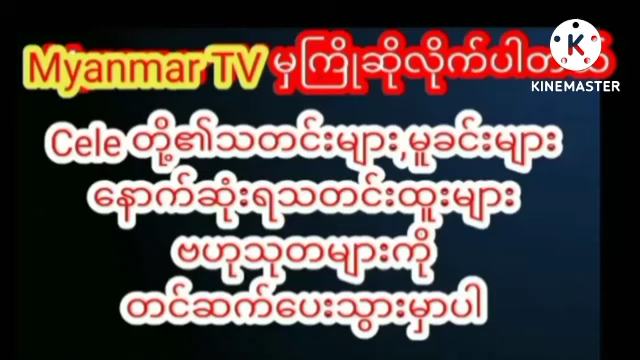 Myanmar TV မှကြိုဆိုလိုက်ပါတယ်
KINEMASTER
Cele တို့၏သတင်းများ,မူခင်းများ
နောက်ဆုံးရသတင်းထူးများ
ဗဟုသုတများကို
တင်ဆက်ပေးသွားမှာပါ